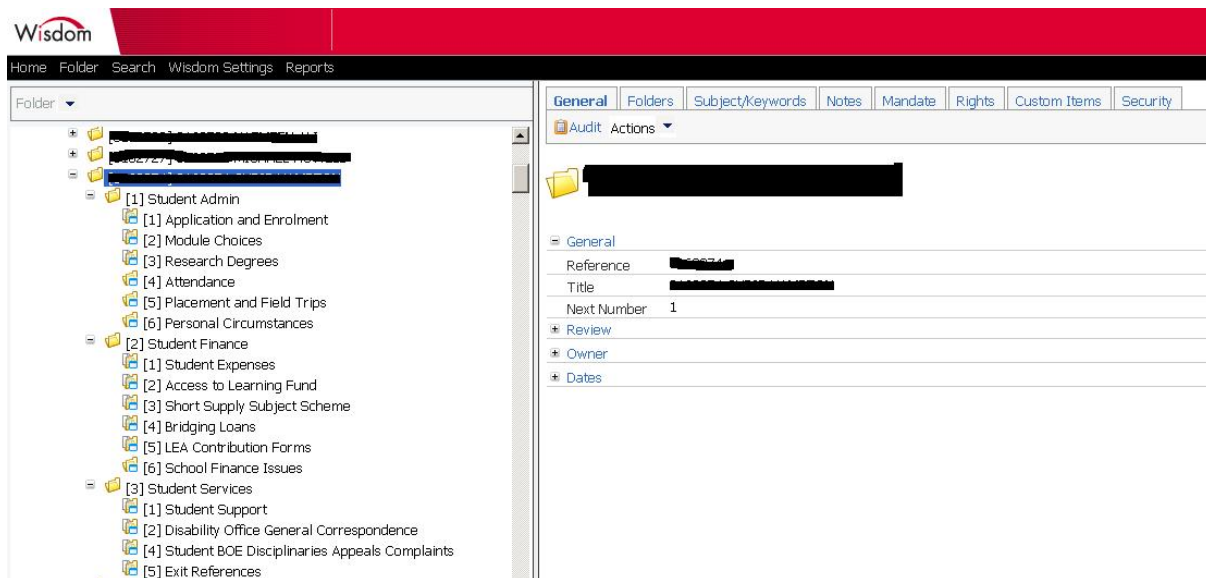 Wisdom
Home Folder Search Wisdom Settings Reports
Folder
[1] Student Admin
[1] Application and Enrolment
[2] Module Choices
[3] Research Degrees
[4] Attendance
[5] Placement and Field Trips
[6] Personal Circumstances
[2] Student Finance
[1] Student Expenses
[2] Access to Learning Fund
[3] Short Supply Subject Scheme
[4] Bridging Loans
[5] LEA Contribution Forms
[6] School Finance Issues
[3] Student Services
[1] Student Support
[2] Disability Office General Correspondence
[4] Student BOE Disciplinaries Appeals Complaints
[5] Exit References
General Folders Subject/Keywords Notes Mandate Rights Custom Items Security
Audit Actions
General
Reference
Title
Next Number 1
Review
Owner
Dates